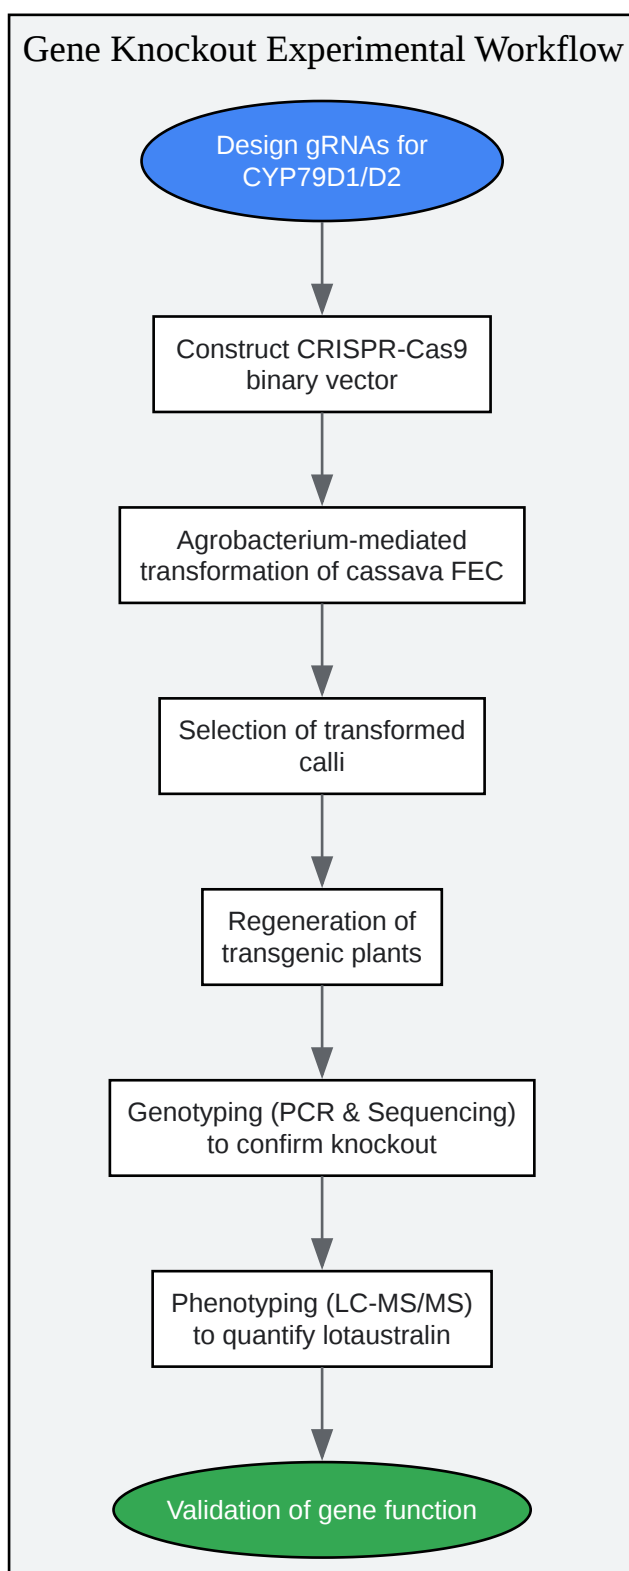 Gene Knockout Experimental Workflow
Design gRNAs for
CYP79D1/D2
Construct CRISPR-Cas9
binary vector
Agrobacterium-mediated
transformation of cassava FEC
Selection of transformed
calli
Regeneration of
transgenic plants
Genotyping (PCR & Sequencing)
to confirm knockout
Phenotyping (LC-MS/MS)
to quantify lotaustralin
Validation of gene function